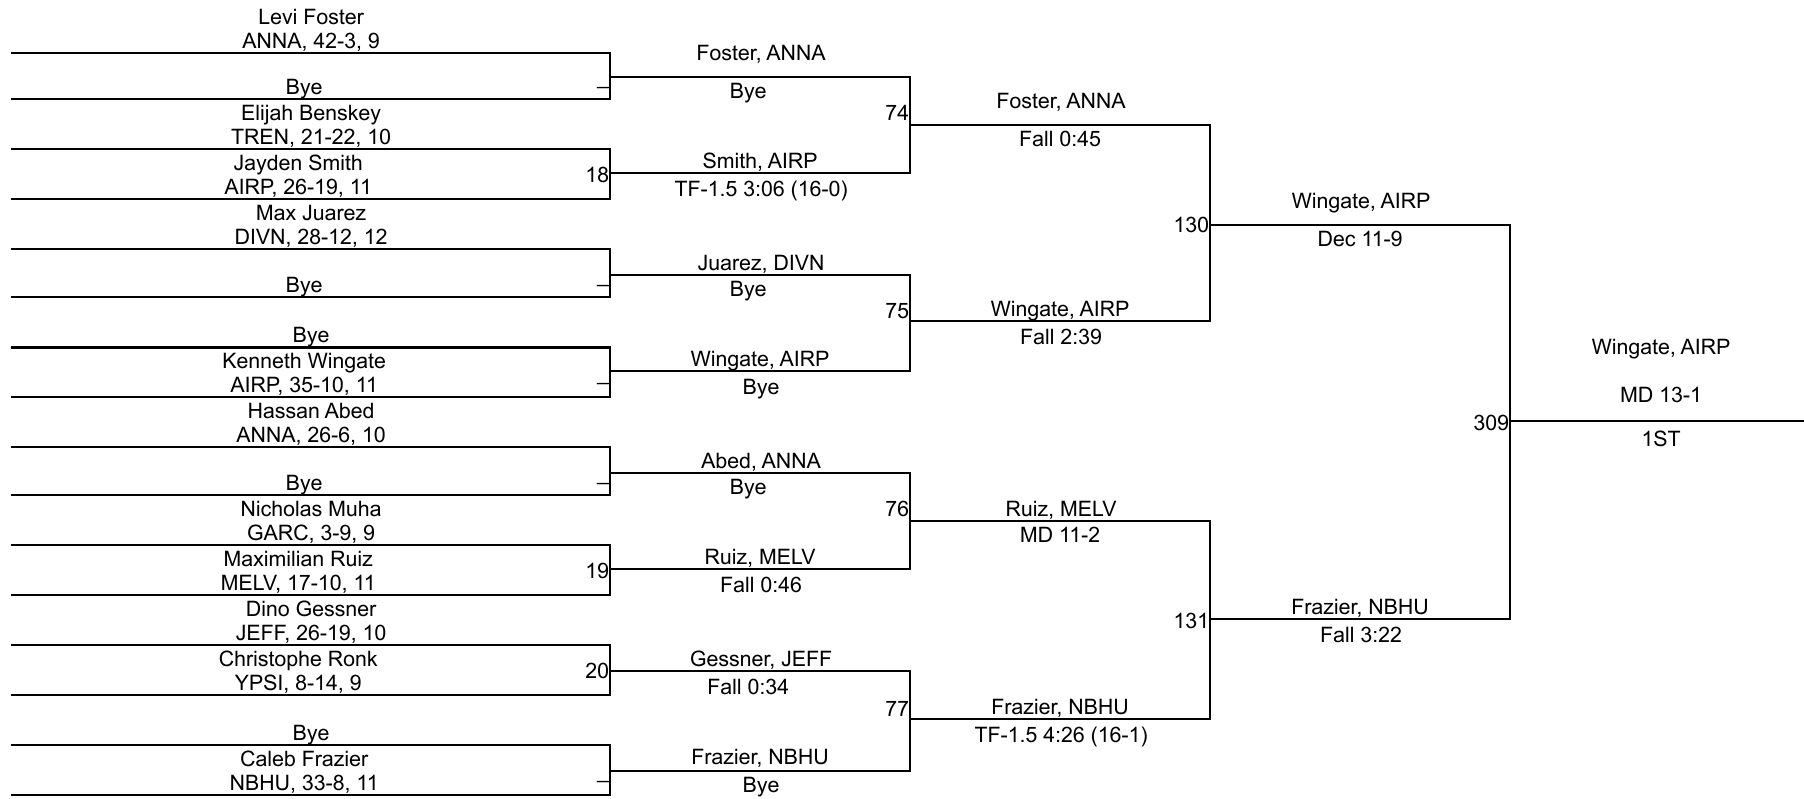 Levi Foster
ANNA, 42-3, 9
Bye
Elijah Benskey
TREN, 21-22, 10
Jayden Smith
AIRP, 26-19, 11
Max Juarez
DIVN, 28-12, 12
Bye
Bye
Kenneth Wingate
AIRP, 35-10, 11
Hassan Abed
ANNA, 26-6, 10
Bye
Nicholas Muha
GARC, 3-9, 9
Maximilian Ruiz
MELV, 17-10, 11
Dino Gessner
JEFF, 26-19, 10
Christophe Ronk
YPSI, 8-14, 9
Bye
Caleb Frazier
NBHU, 33-8, 11
18
19
20
Foster, ANNA
Bye
Smith, AIRP
TF-1.5 3:06 (16-0)
Juarez, DIVN
Bye
Wingate, AIRP
Bye
Abed, ANNA
Bye
Ruiz, MELV
Fall 0:46
Gessner, JEFF
Fall 0:34
Frazier, NBHU
Bye
74
75
76
77
Foster, ANNA
Fall 0:45
Wingate, AIRP
Fall 2:39
Ruiz, MELV
MD 11-2
Frazier, NBHU
TF-1.5 4:26 (16-1)
130
131
Wingate, AIRP
Dec 11-9
Frazier, NBHU
Fall 3:22
309
Wingate, AIRP
MD 13-1
1ST